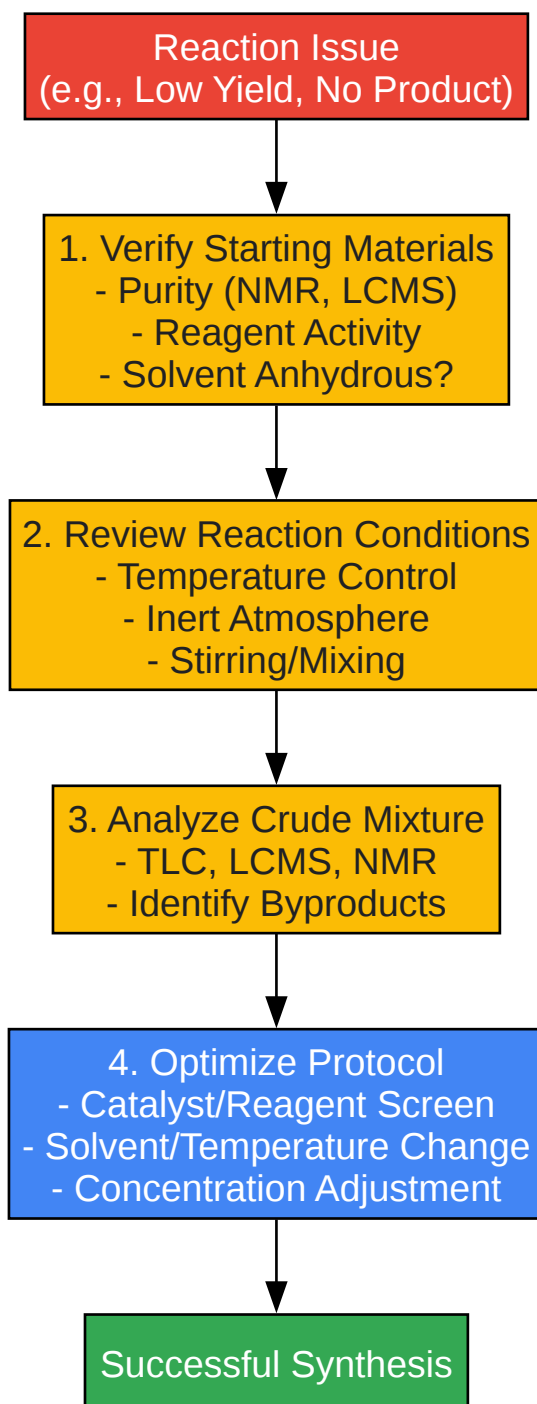 Reaction Issue
(e.g., Low Yield, No Product)
1. Verify Starting Materials
- Purity (NMR, LCMS)
- Reagent Activity
- Solvent Anhydrous?
2. Review Reaction Conditions
- Temperature Control
- Inert Atmosphere
- Stirring/Mixing
3. Analyze Crude Mixture
- TLC, LCMS, NMR
- Identify Byproducts
4. Optimize Protocol
- Catalyst/Reagent Screen
- Solvent/Temperature Change
- Concentration Adjustment
Successful Synthesis